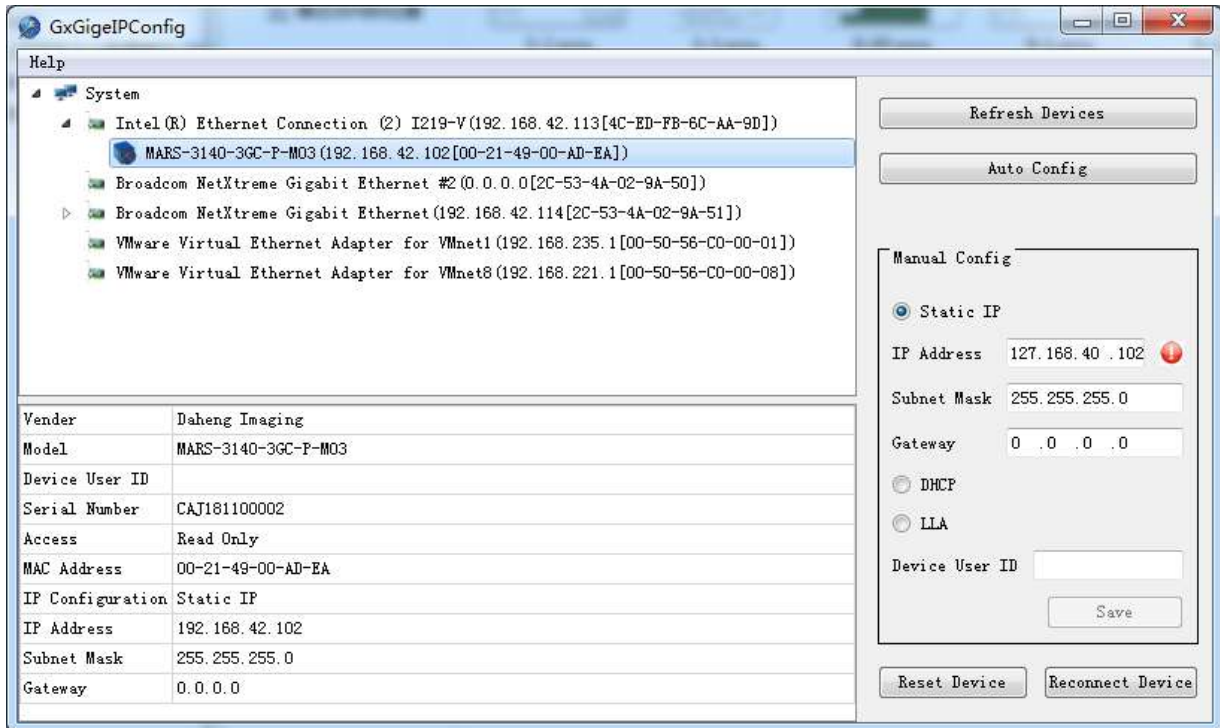 GxGigeIPConfig
Help
System
Intel(R) Ethernet Connection (2) I219-V(192.168.42.113[4C-ED-FB-6C-AA-9D])
MARS-3140-3GC-P-M03(192.168.42.102[00-21-49-00-AD-EA])
Broadcom NetXtreme Gigabit Ethernet #2(0.0.0.0[2C-53-4A-02-9A-50])
Broadcom NetXtreme Gigabit Ethernet(192.168.42.114[2C-53-4A-02-9A-51])
VMware Virtual Ethernet Adapter for VMnet1(192.168.235.1[00-50-56-C0-00-01])
VMware Virtual Ethernet Adapter for VMnet8(192.168.221.1[00-50-56-C0-00-08])
Vender Daheng Imaging
Model MARS-3140-3GC-P-M03
Device User ID
Serial Number CAJ181100002
Access Read Only
MAC Address 00-21-49-00-AD-EA
IP Configuration Static IP
IP Address 192.168.42.102
Subnet Mask 255.255.255.0
Gateway 0.0.0.0
Refresh Devices
Auto Config
Manual Config
Static IP
IP Address 127.168.40 .102
Subnet Mask 255.255.255.0
Gateway 0 .0 .0 .0
DHCP
LLA
Device User ID
Save
Reset Device Reconnect Device